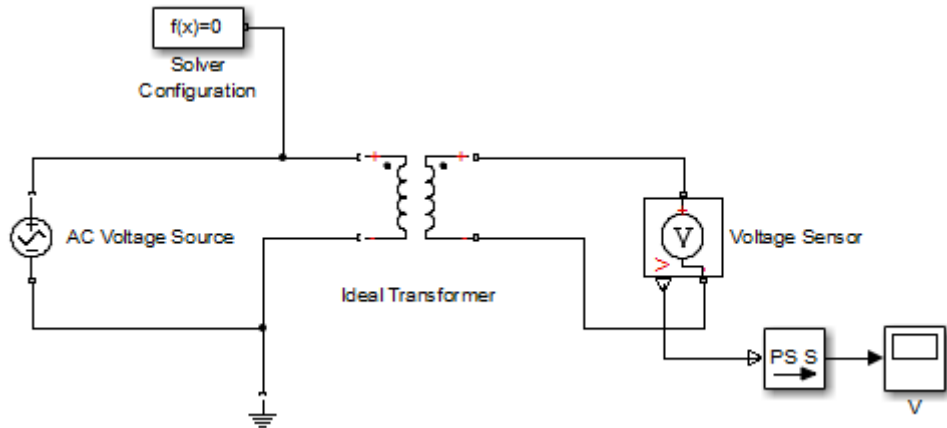 f(x)=0
Solver
Configuration
AC Voltage Source
Ideal Transformer
V
Voltage Sensor
V
PS S
V